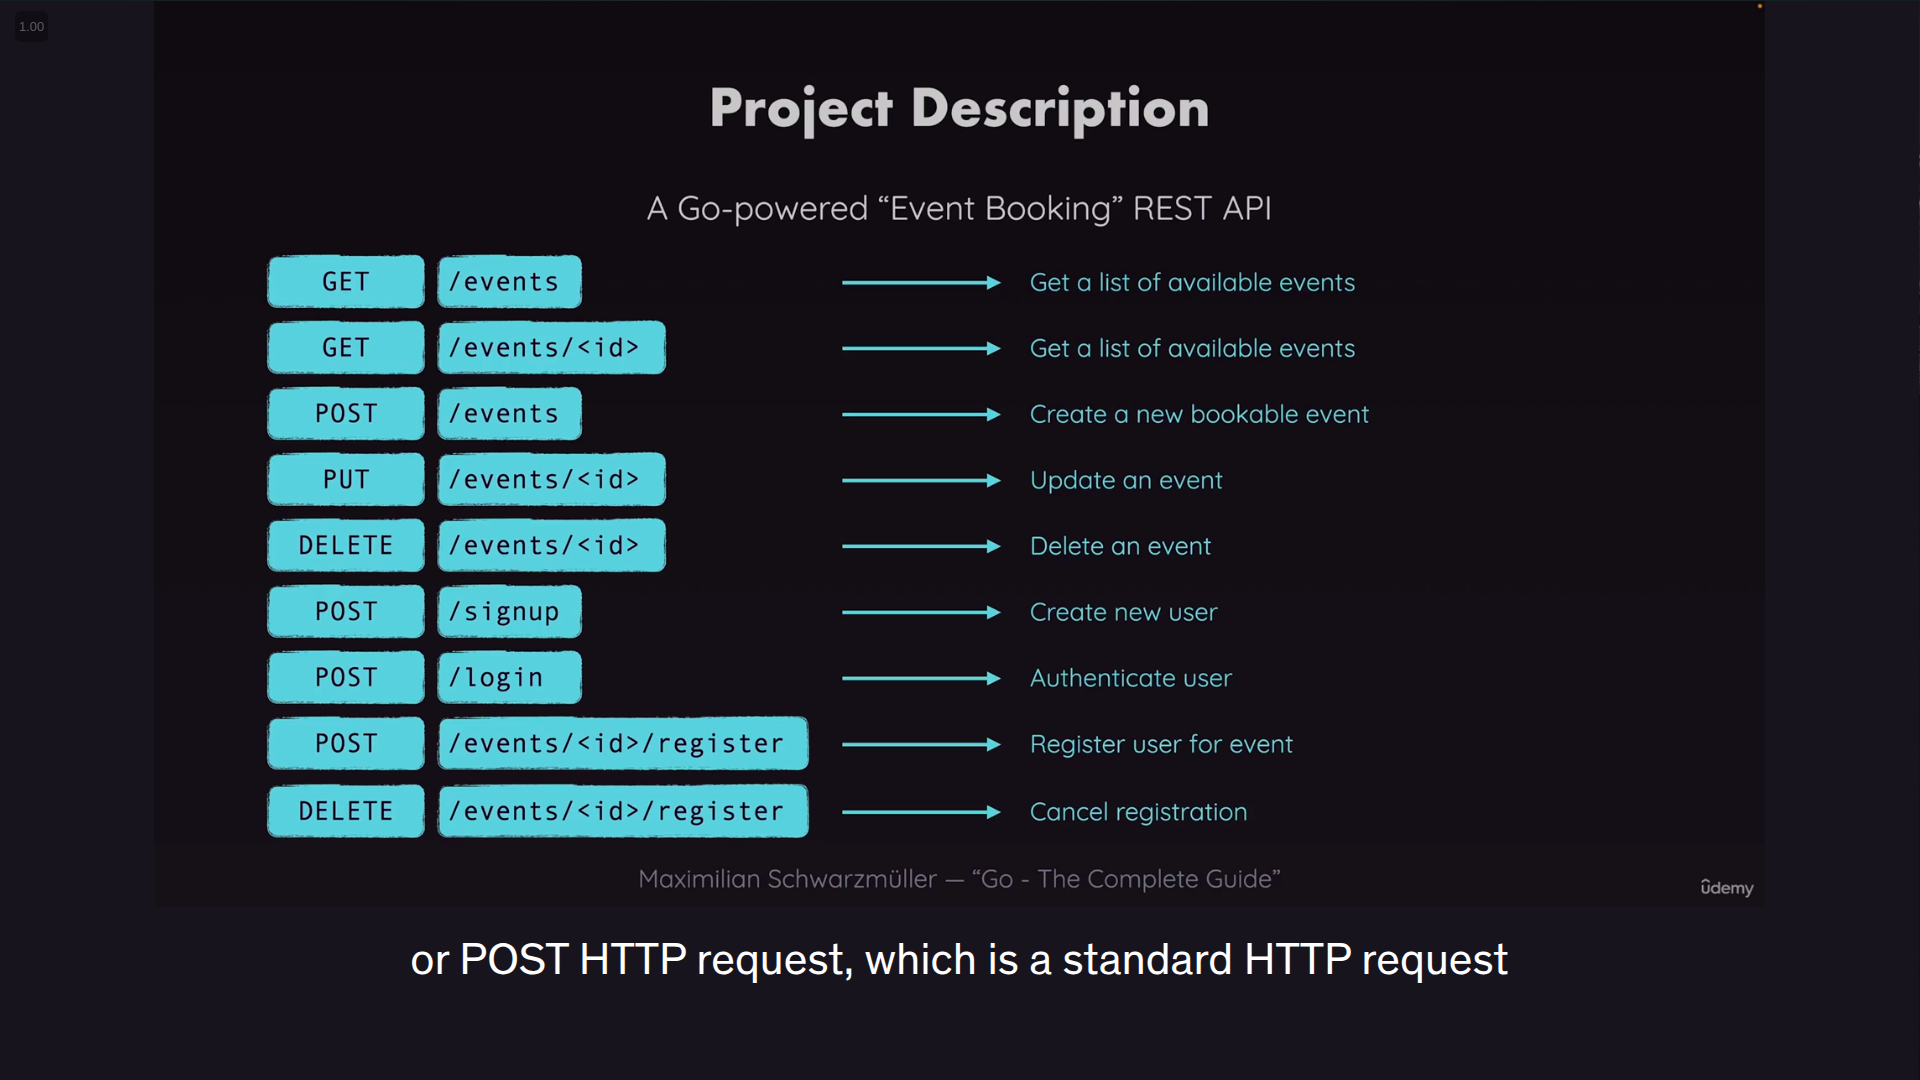 1.00
Project Description
A Go-powered “Event Booking” REST API
GET /events Get a list of available events
GET /events/<id> Get a list of available events
POST /events Create a new bookable event
PUT /events/<id> Update an event
DELETE /events/<id> Delete an event
POST /signup Create new user
POST /login Authenticate user
POST /events/<id>/register Register user for event
DELETE /events/<id>/register Cancel registration
Maximilian Schwarzmüller — “Go - The Complete Guide”
ûdemy
or POST HTTP request, which is a standard HTTP request